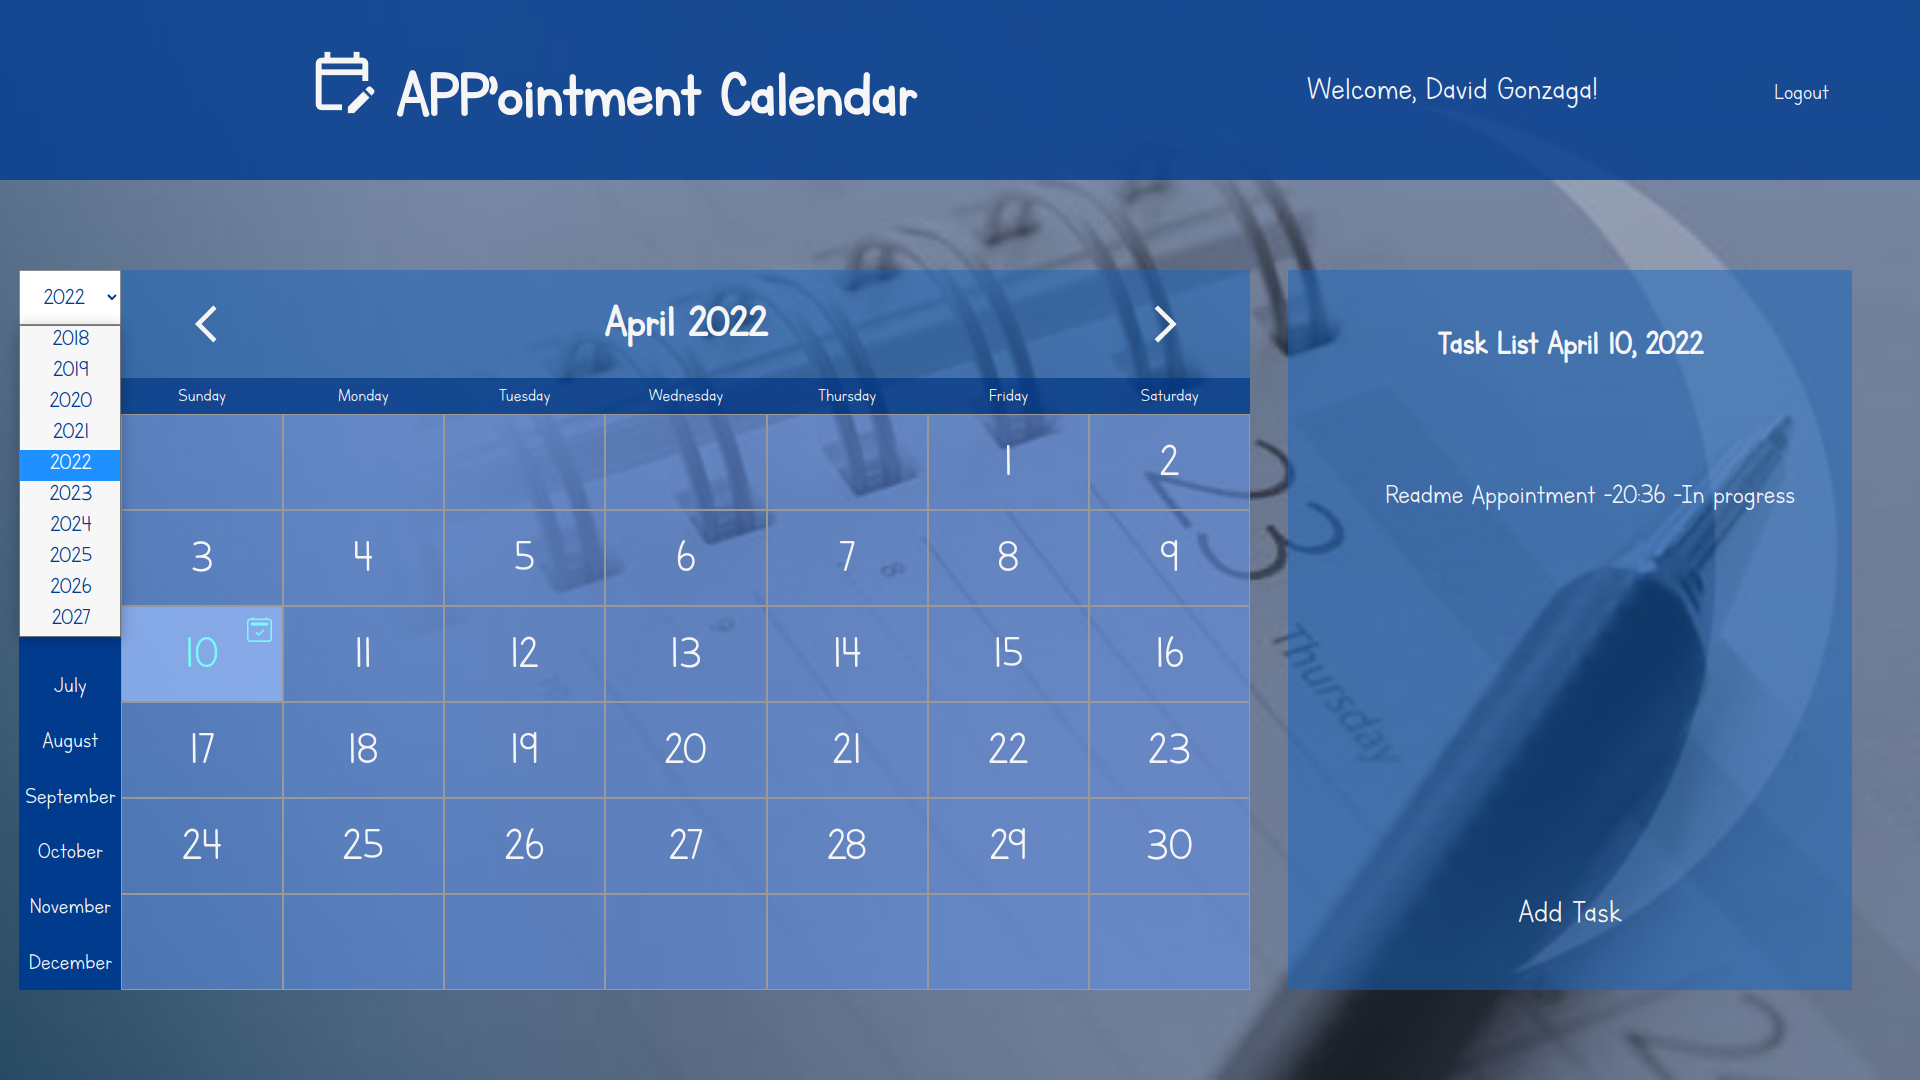 APP'ointment Calendar
Welcome, David Gonzaga!
Logout
2022
2018
2019
2020
2021
2022
2023
2024
2025
2026
2027
July
August
September
October
November
December
April 2022
Sunday Monday Tuesday Wednesday Thursday Friday Saturday
1 2
3 4 5 6 7 8 9
10 11 12 13 14 15 16
17 18 19 20 21 22 23
24 25 26 27 28 29 30
Task List April 10, 2022
Readme Appointment -20:36 -In progress
Add Task
23
Thursday